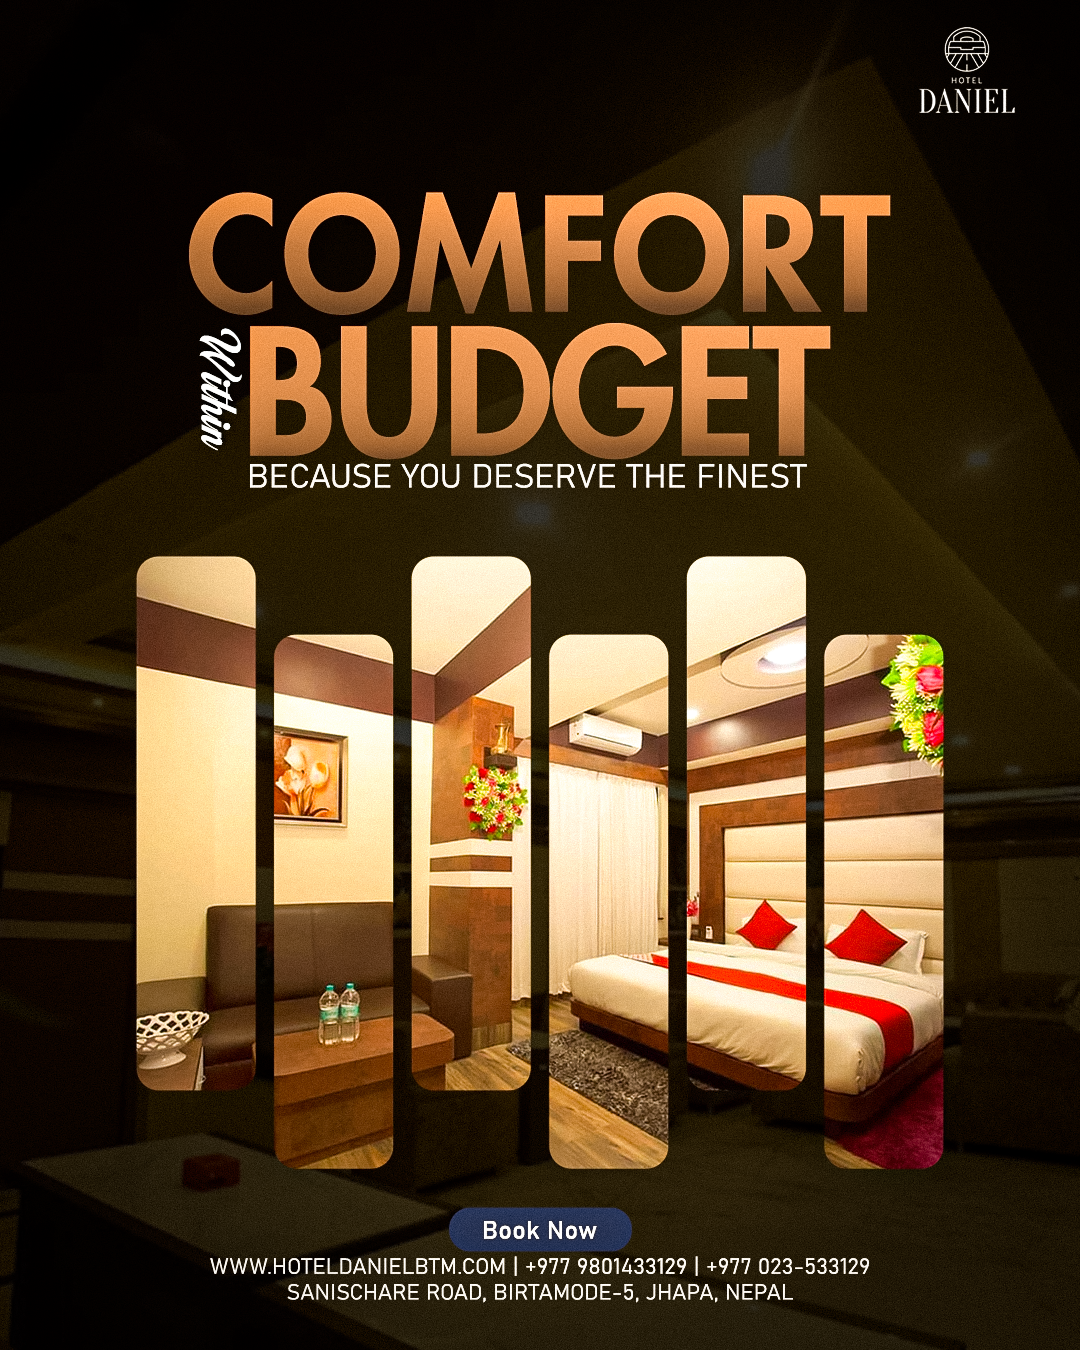 HOTEL
DANIEL
COMFORT
Within
BUDGET
BECAUSE YOU DESERVE THE FINEST
Book Now
WWW.HOTELDANIELBTM.COM | +977 9801433129 | +977 023-533129
SANISCHARE ROAD, BIRTAMODE-5, JHAPA, NEPAL